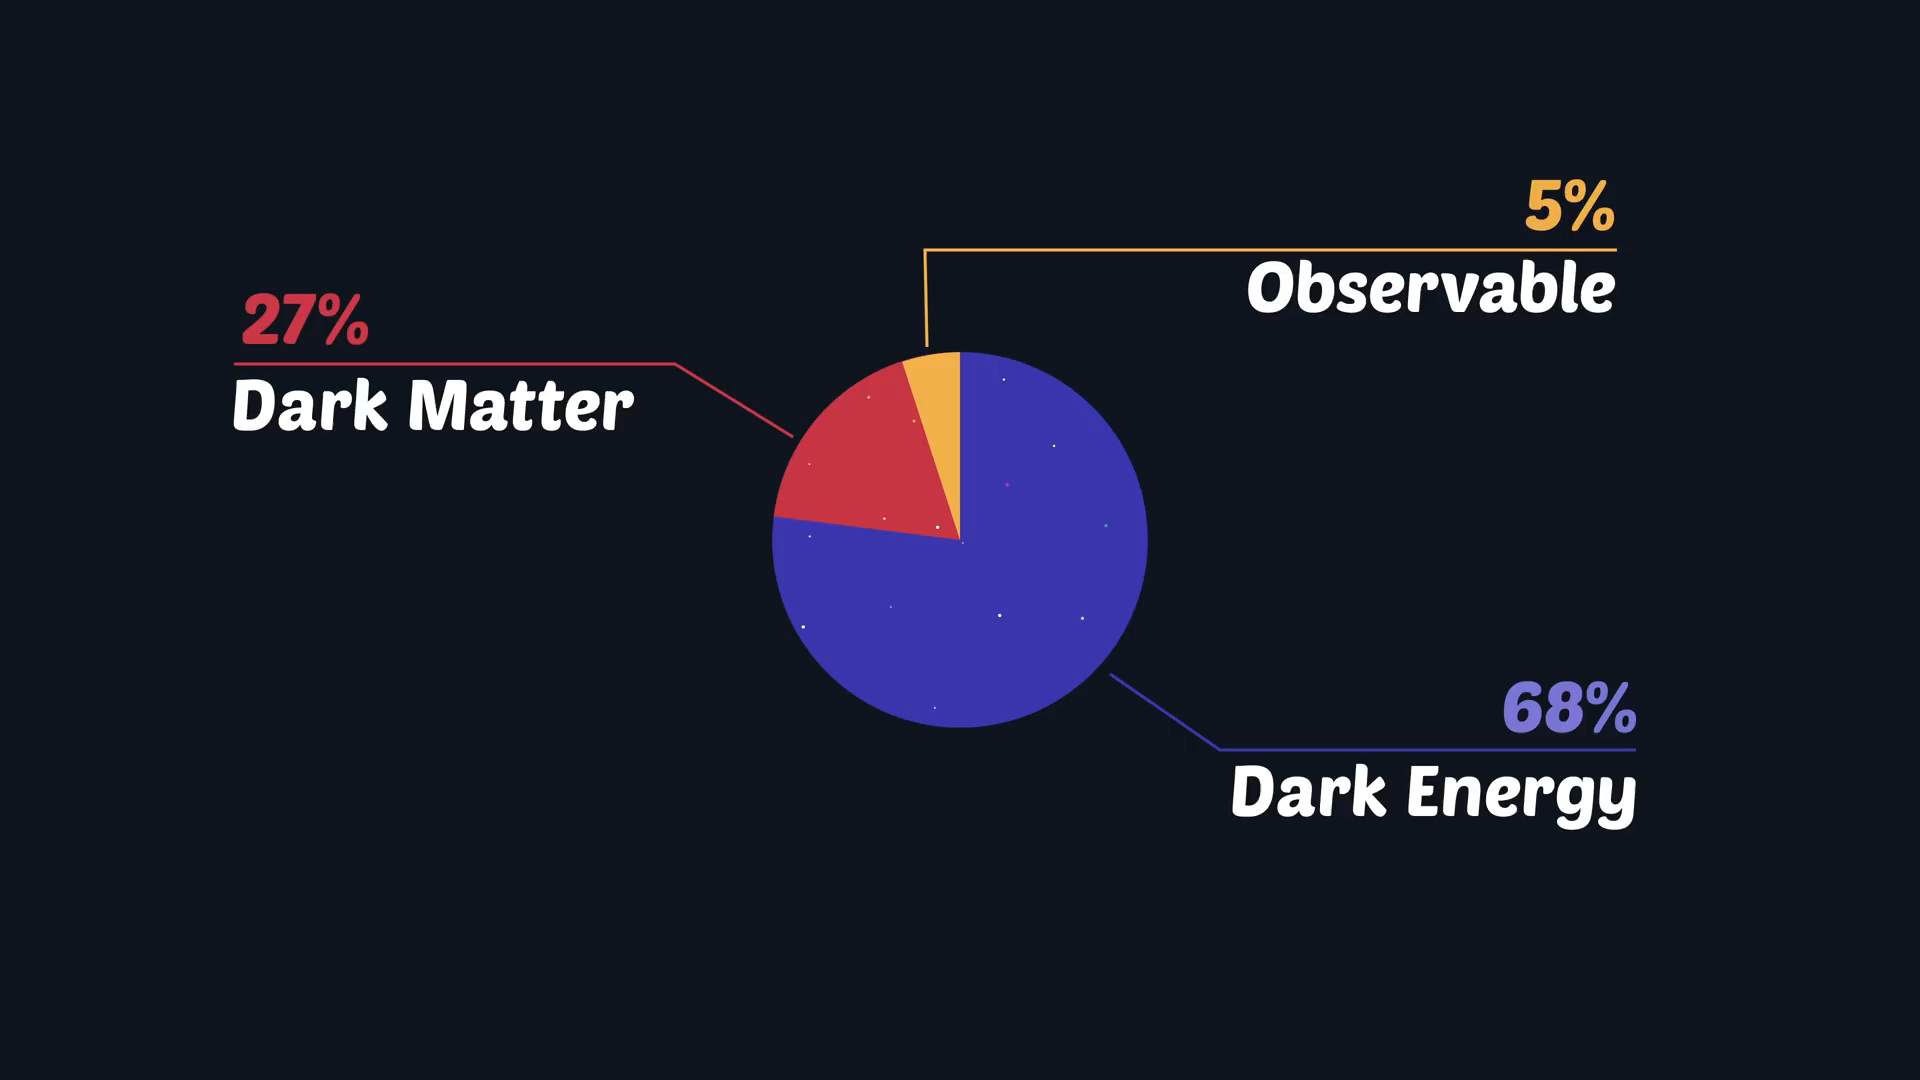 5%
Observable
27%
Dark Matter
68%
Dark Energy